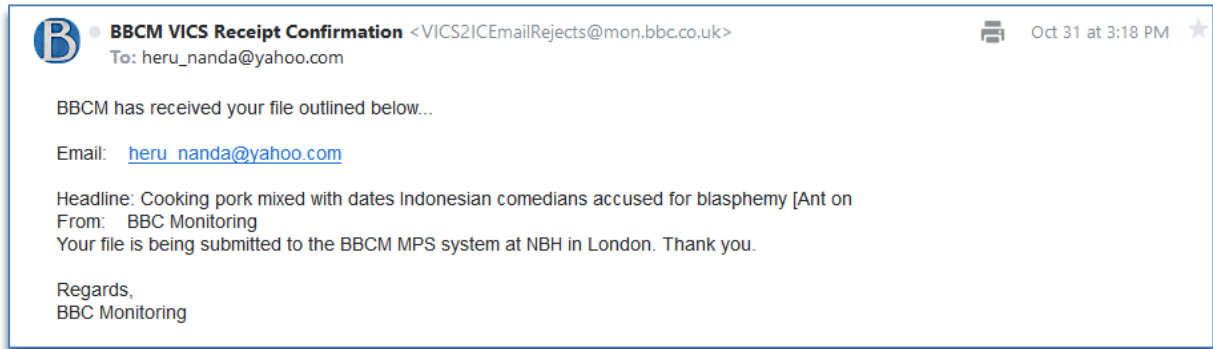 B
BBCM VICS Receipt Confirmation <VICS2ICEmailRejects@mon.bbc.co.uk> Oct 31 at 3:18 PM
To: heru_nanda@yahoo.com
BBCM has received your file outlined below...
Email: heru_nanda@yahoo.com
Headline: Cooking pork mixed with dates Indonesian comedians accused for blasphemy [Ant on
From: BBC Monitoring
Your file is being submitted to the BBCM MPS system at NBH in London. Thank you.
Regards,
BBC Monitoring